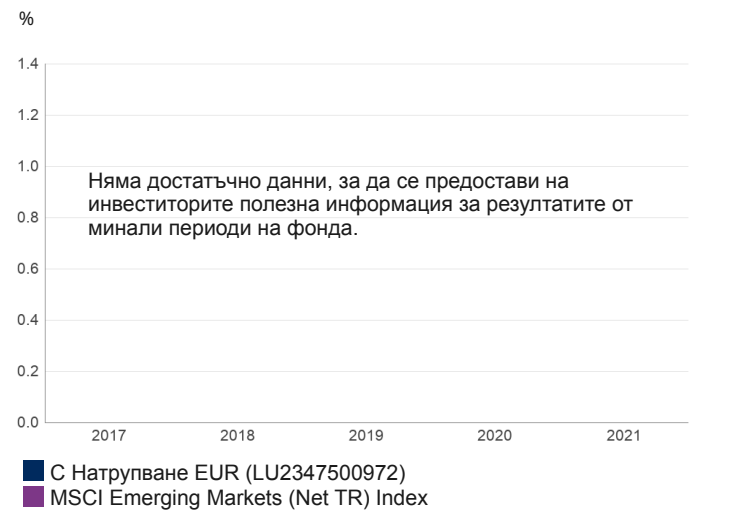 %
1.4
1.2
1.0
Няма достатъчно данни, за да се предостави на
инвеститорите полезна информация за резултатите от
0.8
минали периоди на фонда.
0.6
0.4
0.2
0.0
2017 2018 2019 2020 2021
C Натрупване EUR (LU2347500972)
MSCI Emerging Markets (Net TR) Index